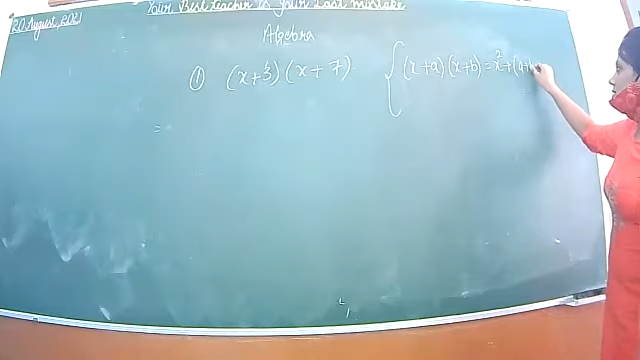 Your Best teacher is your Last mistake
20 August, 2021
Algebra
① (x+3)(x+7). { (x+a)(x+b) = x²+(a+b
=